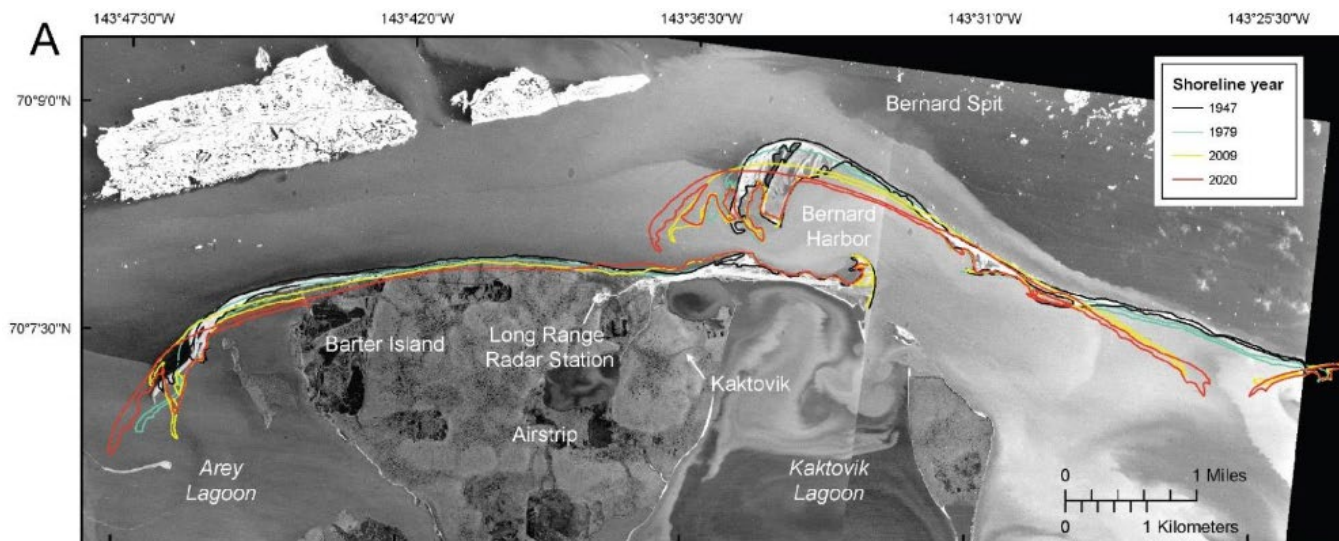 A
143°47'30"W 143°42'0"W 143°36'30"W 143°31'0"W 143°25'30"W
70°9'0"N
70°7'30"N
Bernard Spit
Shoreline year
1947
1979
2009
2020
Bernard
Harbor
Long Range
Radar Station
Barter Island
Kaktovik
Airstrip
Arey
Lagoon
Kaktovik
Lagoon
0 1 Miles
0 1 Kilometers